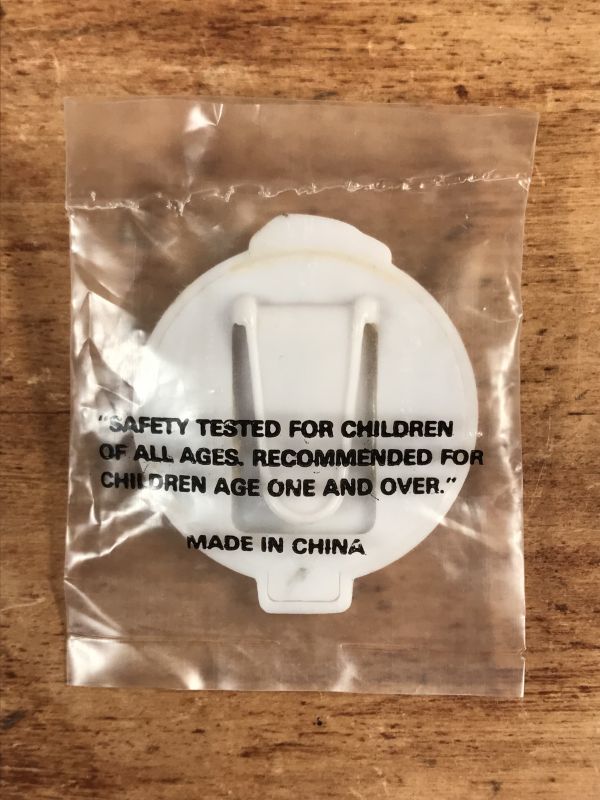 "SAFETY TESTED FOR CHILDREN
OF ALL AGES. RECOMMENDED FOR
CHILDREN AGE ONE AND OVER."
MADE IN CHINA